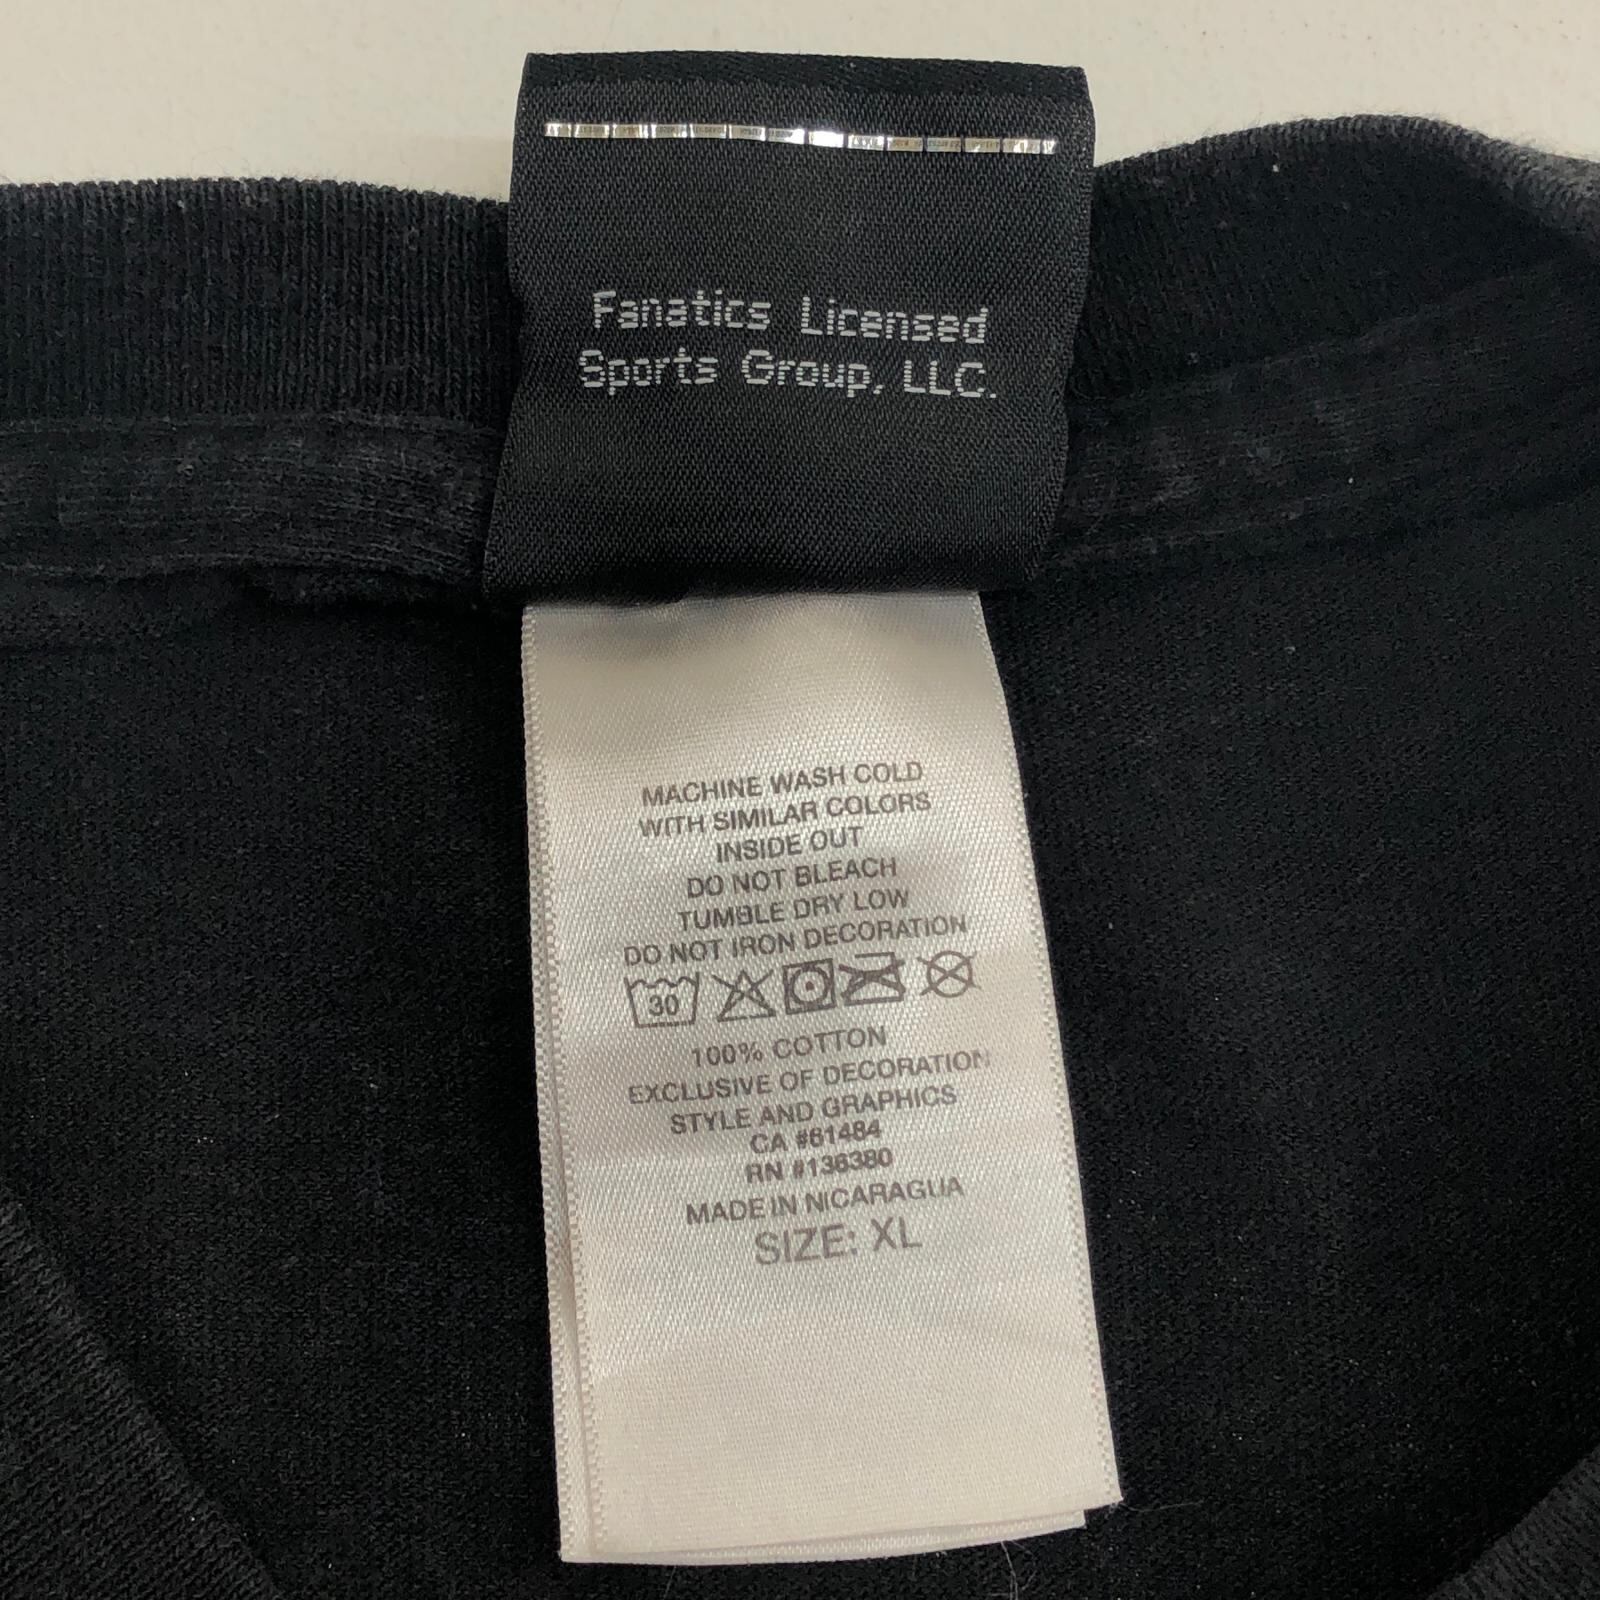 Fanatics Licensed
Sports Group, LLC.
MACHINE WASH COLD
WITH SIMILAR COLORS
INSIDE OUT
DO NOT BLEACH
TUMBLE DRY LOW
DO NOT IRON DECORATION
30
100% COTTON
EXCLUSIVE OF DECORATION
STYLE AND GRAPHICS
CA #61484
RN #136380
MADE IN NICARAGUA
SIZE: XL